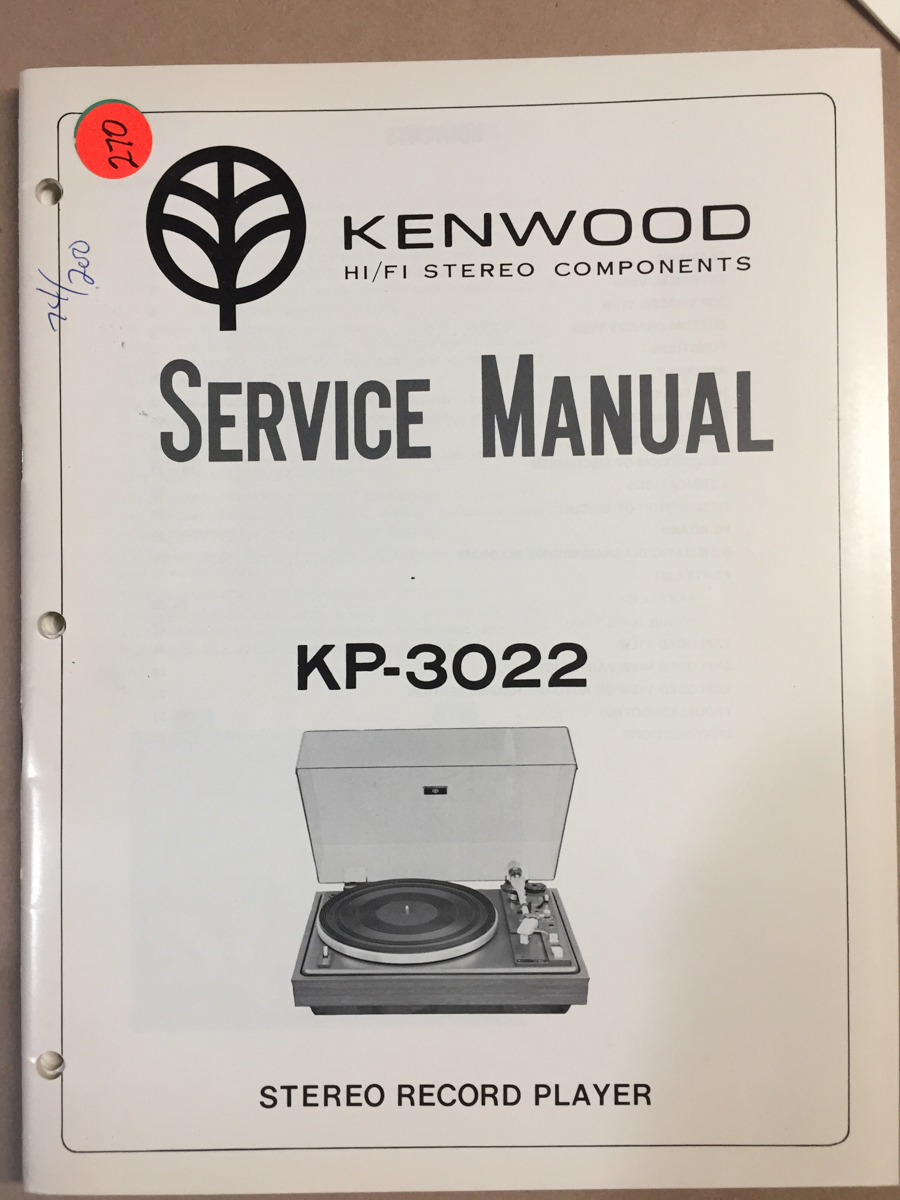 270
KENWOOD
HI/FI STEREO COMPONENTS
74/200
SERVICE MANUAL
KP-3022
STEREO RECORD PLAYER